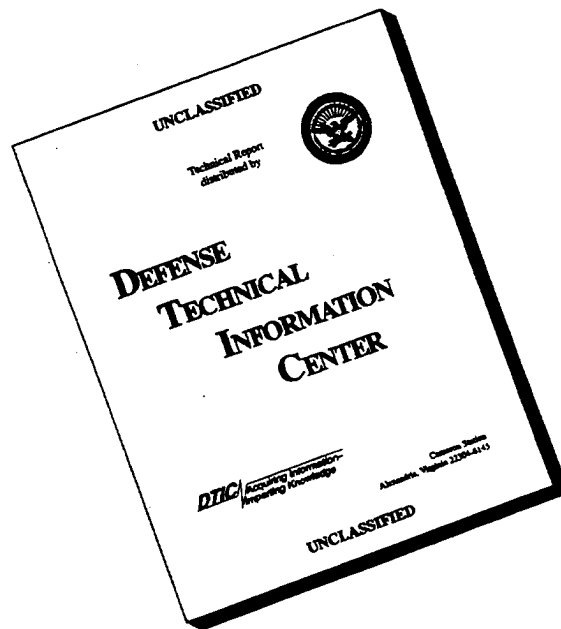 UNCLASSIFIED
Technical Report
distributed by
DEFENSE
TECHNICAL
INFORMATION
CENTER
DTIC
Acquiring Information-
Imparting Knowledge
Cameron Station
Alexandria, Virginia 22304-6145
UNCLASSIFIED